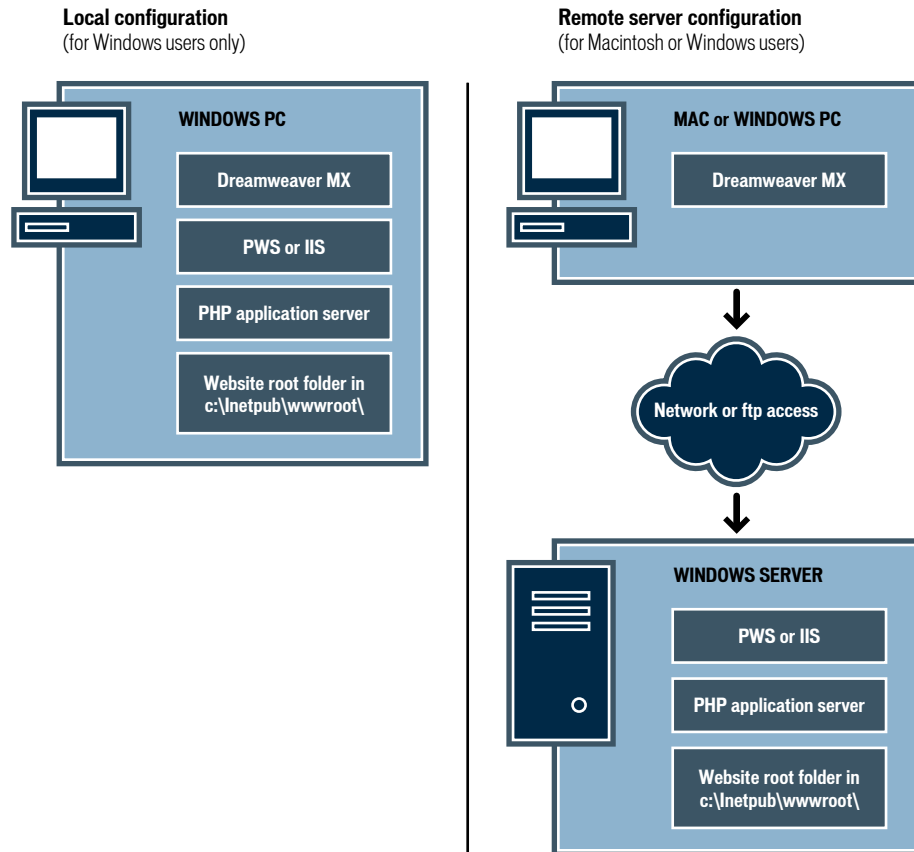 Local configuration
(for Windows users only)
WINDOWS PC
Dreamweaver MX
PWS or IIS
PHP application server
Website root folder in
c:\Inetpub\wwwroot\
Remote server configuration
(for Macintosh or Windows users)
MAC or WINDOWS PC
Dreamweaver MX
Network or ftp access
WINDOWS SERVER
PWS or IIS
PHP application server
Website root folder in
c:\Inetpub\wwwroot\